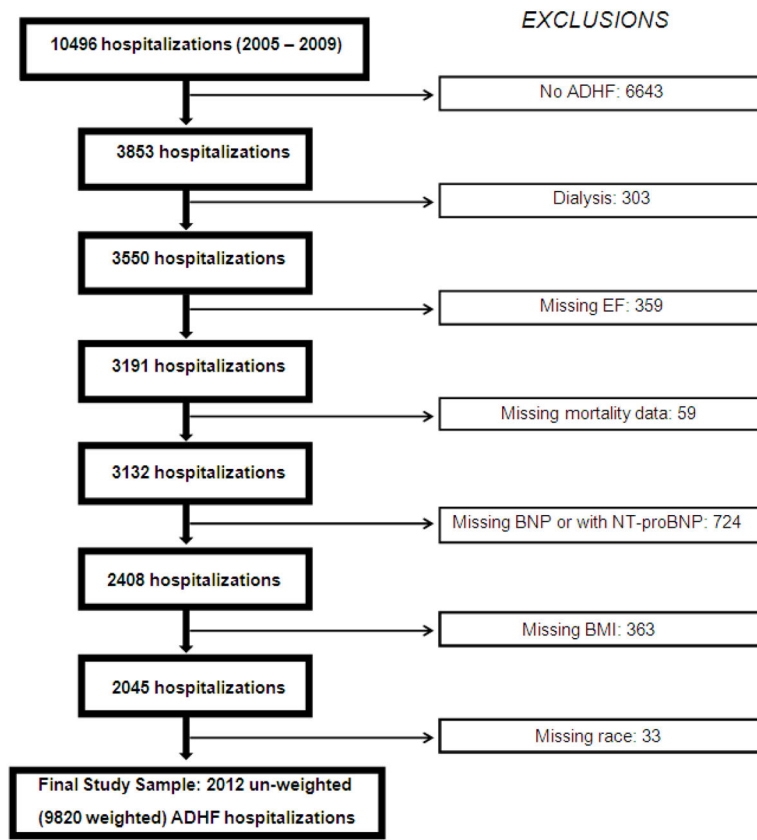 EXCLUSIONS
10496 hospitalizations (2005 – 2009)
No ADHF: 6643
3853 hospitalizations
Dialysis: 303
3550 hospitalizations
Missing EF: 359
3191 hospitalizations
Missing mortality data: 59
3132 hospitalizations
Missing BNP or with NT-proBNP: 724
2408 hospitalizations
Missing BMI: 363
2045 hospitalizations
Missing race: 33
Final Study Sample: 2012 un-weighted
(9820 weighted) ADHF hospitalizations